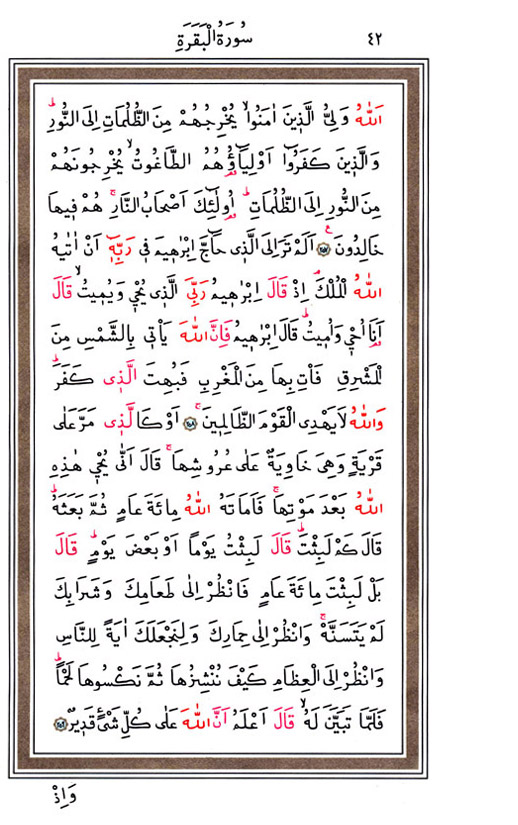 سُورَةُ الْبَقَرَةِ ٤٢
اَللّٰهُ وَلِيُّ الَّذ۪ينَ اٰمَنُواۙ يُخْرِجُهُمْ مِنَ الظُّلُمَاتِ اِلَى النُّورِۜ
وَالَّذ۪ينَ كَفَرُٓوا اَوْلِيَٓاؤُ۬هُمُ الطَّاغُوتُۙ يُخْرِجُونَهُمْ
مِنَ النُّورِ اِلَى الظُّلُمَاتِۜ اُو۬لٰٓئِكَ اَصْحَابُ النَّارِۚ هُمْ ف۪يهَا
خَالِدُونَ۟ ﴿٢٥٧﴾ اَلَمْ تَرَ اِلَى الَّذ۪ي حَٓاجَّ اِبْرٰه۪يمَ ف۪ي رَبِّه۪ٓ اَنْ اٰتٰيهُ
اللّٰهُ الْمُلْكَۢ اِذْ قَالَ اِبْرٰه۪يمُ رَبِّيَ الَّذ۪ي يُحْي۪ وَيُم۪يتُۙ قَالَ
اَنَا۬ اُحْي۪ وَاُم۪يتُۜ قَالَ اِبْرٰه۪يمُ فَاِنَّ اللّٰهَ يَأْت۪ي بِالشَّمْسِ مِنَ
الْمَشْرِقِ فَأْتِ بِهَا مِنَ الْمَغْرِبِ فَبُهِتَ الَّذ۪ي كَفَرَۜ
وَاللّٰهُ لَا يَهْدِي الْقَوْمَ الظَّالِم۪ينَۚ ﴿٢٥٨﴾ اَوْ كَالَّذ۪ي مَرَّ عَلٰى
قَرْيَةٍ وَهِيَ خَاوِيَةٌ عَلٰى عُرُوشِهَاۚ قَالَ اَنّٰى يُحْي۪ هٰذِهِ
اللّٰهُ بَعْدَ مَوْتِهَاۚ فَاَمَاتَهُ اللّٰهُ مِائَةَ عَامٍ ثُمَّ بَعَثَهُۜ
قَالَ كَمْ لَبِثْتَۜ قَالَ لَبِثْتُ يَوْمًا اَوْ بَعْضَ يَوْمٍۜ قَالَ
بَلْ لَبِثْتَ مِائَةَ عَامٍ فَانْظُرْ اِلٰى طَعَامِكَ وَشَرَابِكَ
لَمْ يَتَسَنَّهْۚ وَانْظُرْ اِلٰى حِمَارِكَ وَلِنَجْعَلَكَ اٰيَةً لِلنَّاسِ
وَانْظُرْ اِلَى الْعِظَامِ كَيْفَ نُنْشِزُهَا ثُمَّ نَكْسُوهَا لَحْمًاۜ
فَلَمَّا تَبَيَّنَ لَهُۙ قَالَ اَعْلَمُ اَنَّ اللّٰهَ عَلٰى كُلِّ شَيْءٍ قَد۪يرٌ ﴿٢٥٩﴾
وَاِذْ